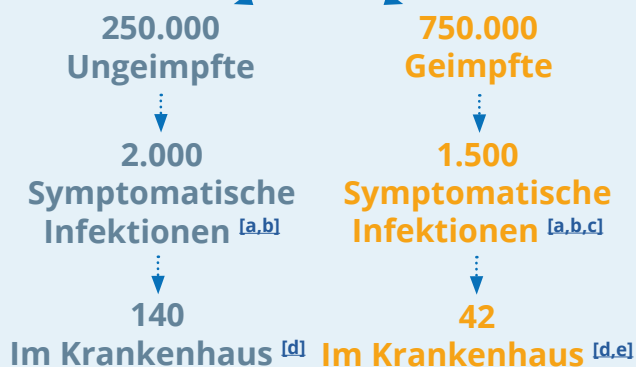 250.000
Ungeimpfte
2.000
Symptomatische
Infektionen [a,b]
140
Im Krankenhaus [d]
750.000
Geimpfte
1.500
Symptomatische
Infektionen [a,b,c]
42
Im Krankenhaus [d,e]